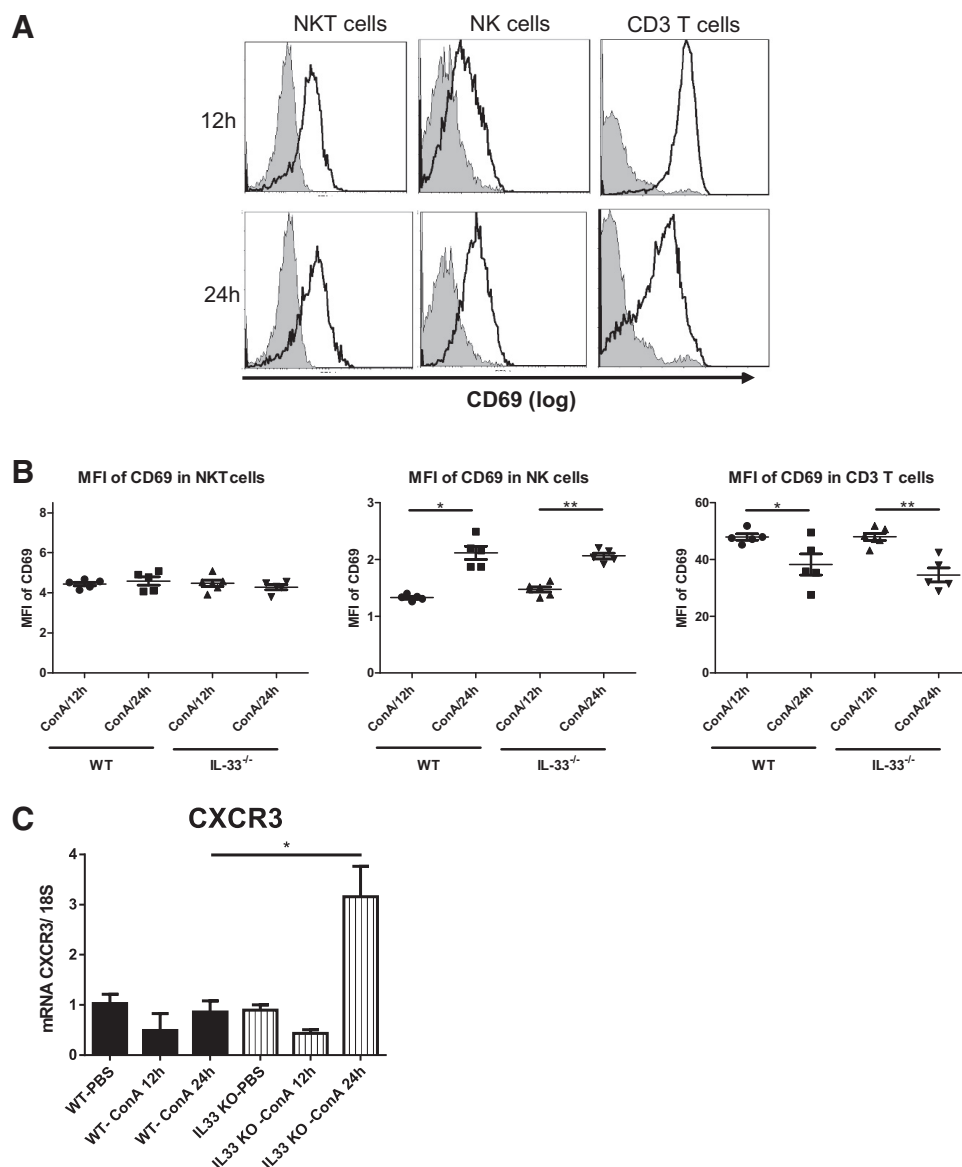 A
NKT cells NK cells CD3 T cells
12h
24h
CD69 (log)
B
MFI of CD69 in NKT cells
MFI of CD69
8
6
4
2
0
ConA/12h ConA/24h ConA/12h ConA/24h
WT IL-33-/-
MFI of CD69 in NK cells
MFI of CD69
3
2
1
0
* **
ConA/12h ConA/24h ConA/12h ConA/24h
WT IL-33-/-
MFI of CD69 in CD3 T cells
MFI of CD69
60
40
20
0
* **
ConA/12h ConA/24h ConA/12h ConA/24h
WT IL-33-/-
C
CXCR3
mRNA CXCR3/ 18S
4
3
2
1
0
*
WT-PBS
WT- ConA 12h
WT- ConA 24h
IL33 KO-PBS
IL33 KO -ConA 12h
IL33 KO -ConA 24h